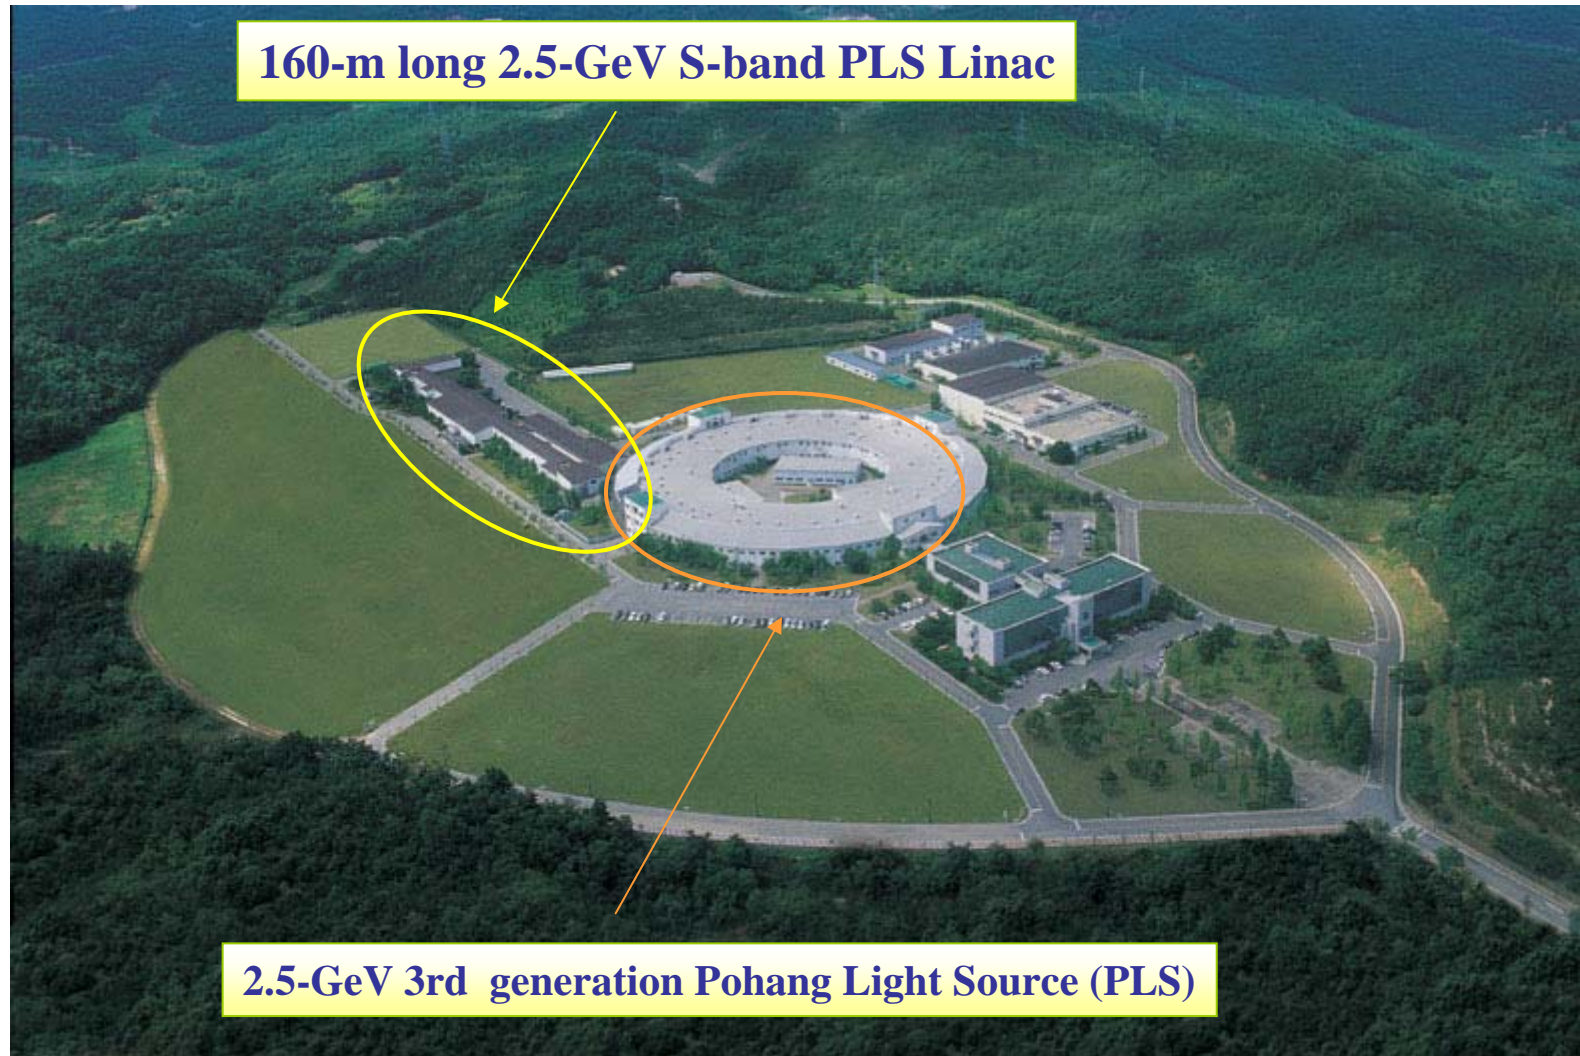 160-m long 2.5-GeV S-band PLS Linac
2.5-GeV 3rd  generation Pohang Light Source (PLS)